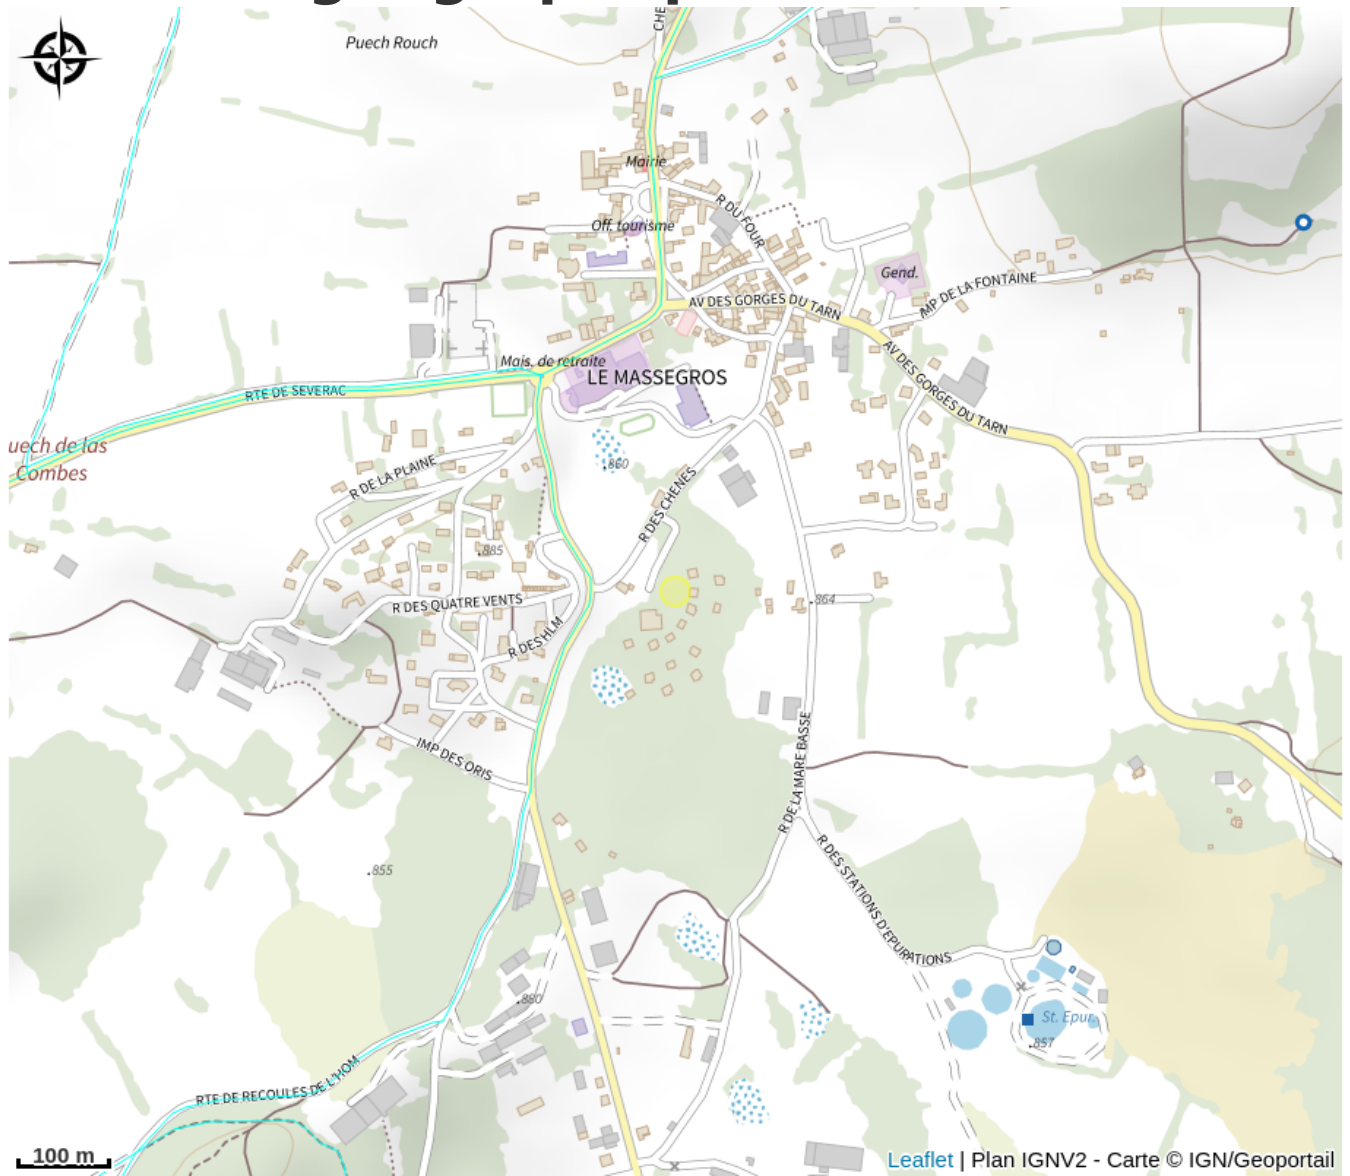 Puech Rouch
CHE
Mairie
R DU FOUR
Off. tourisme
Gend.
IMP DE LA FONTAINE
AV DES GORGES DU TARN
AV DES GORGES DU TARN
Mais. de retraite
LE MASSEGROS
RTE DE SEVERAC
uech de las
Combes
R DE LA PLAINE
.860
R DES CHENES
.885
R DES QUATRE VENTS
.864
R DES HLM
IMP DES ORIS
R DE LA MARE BASSE
R DES STATIONS D'EPURATIONS
.855
.880
St. Epur.
.857
RTE DE RECOULES DE L'HOM
100 m
Leaflet | Plan IGNV2 - Carte © IGN/Geoportail